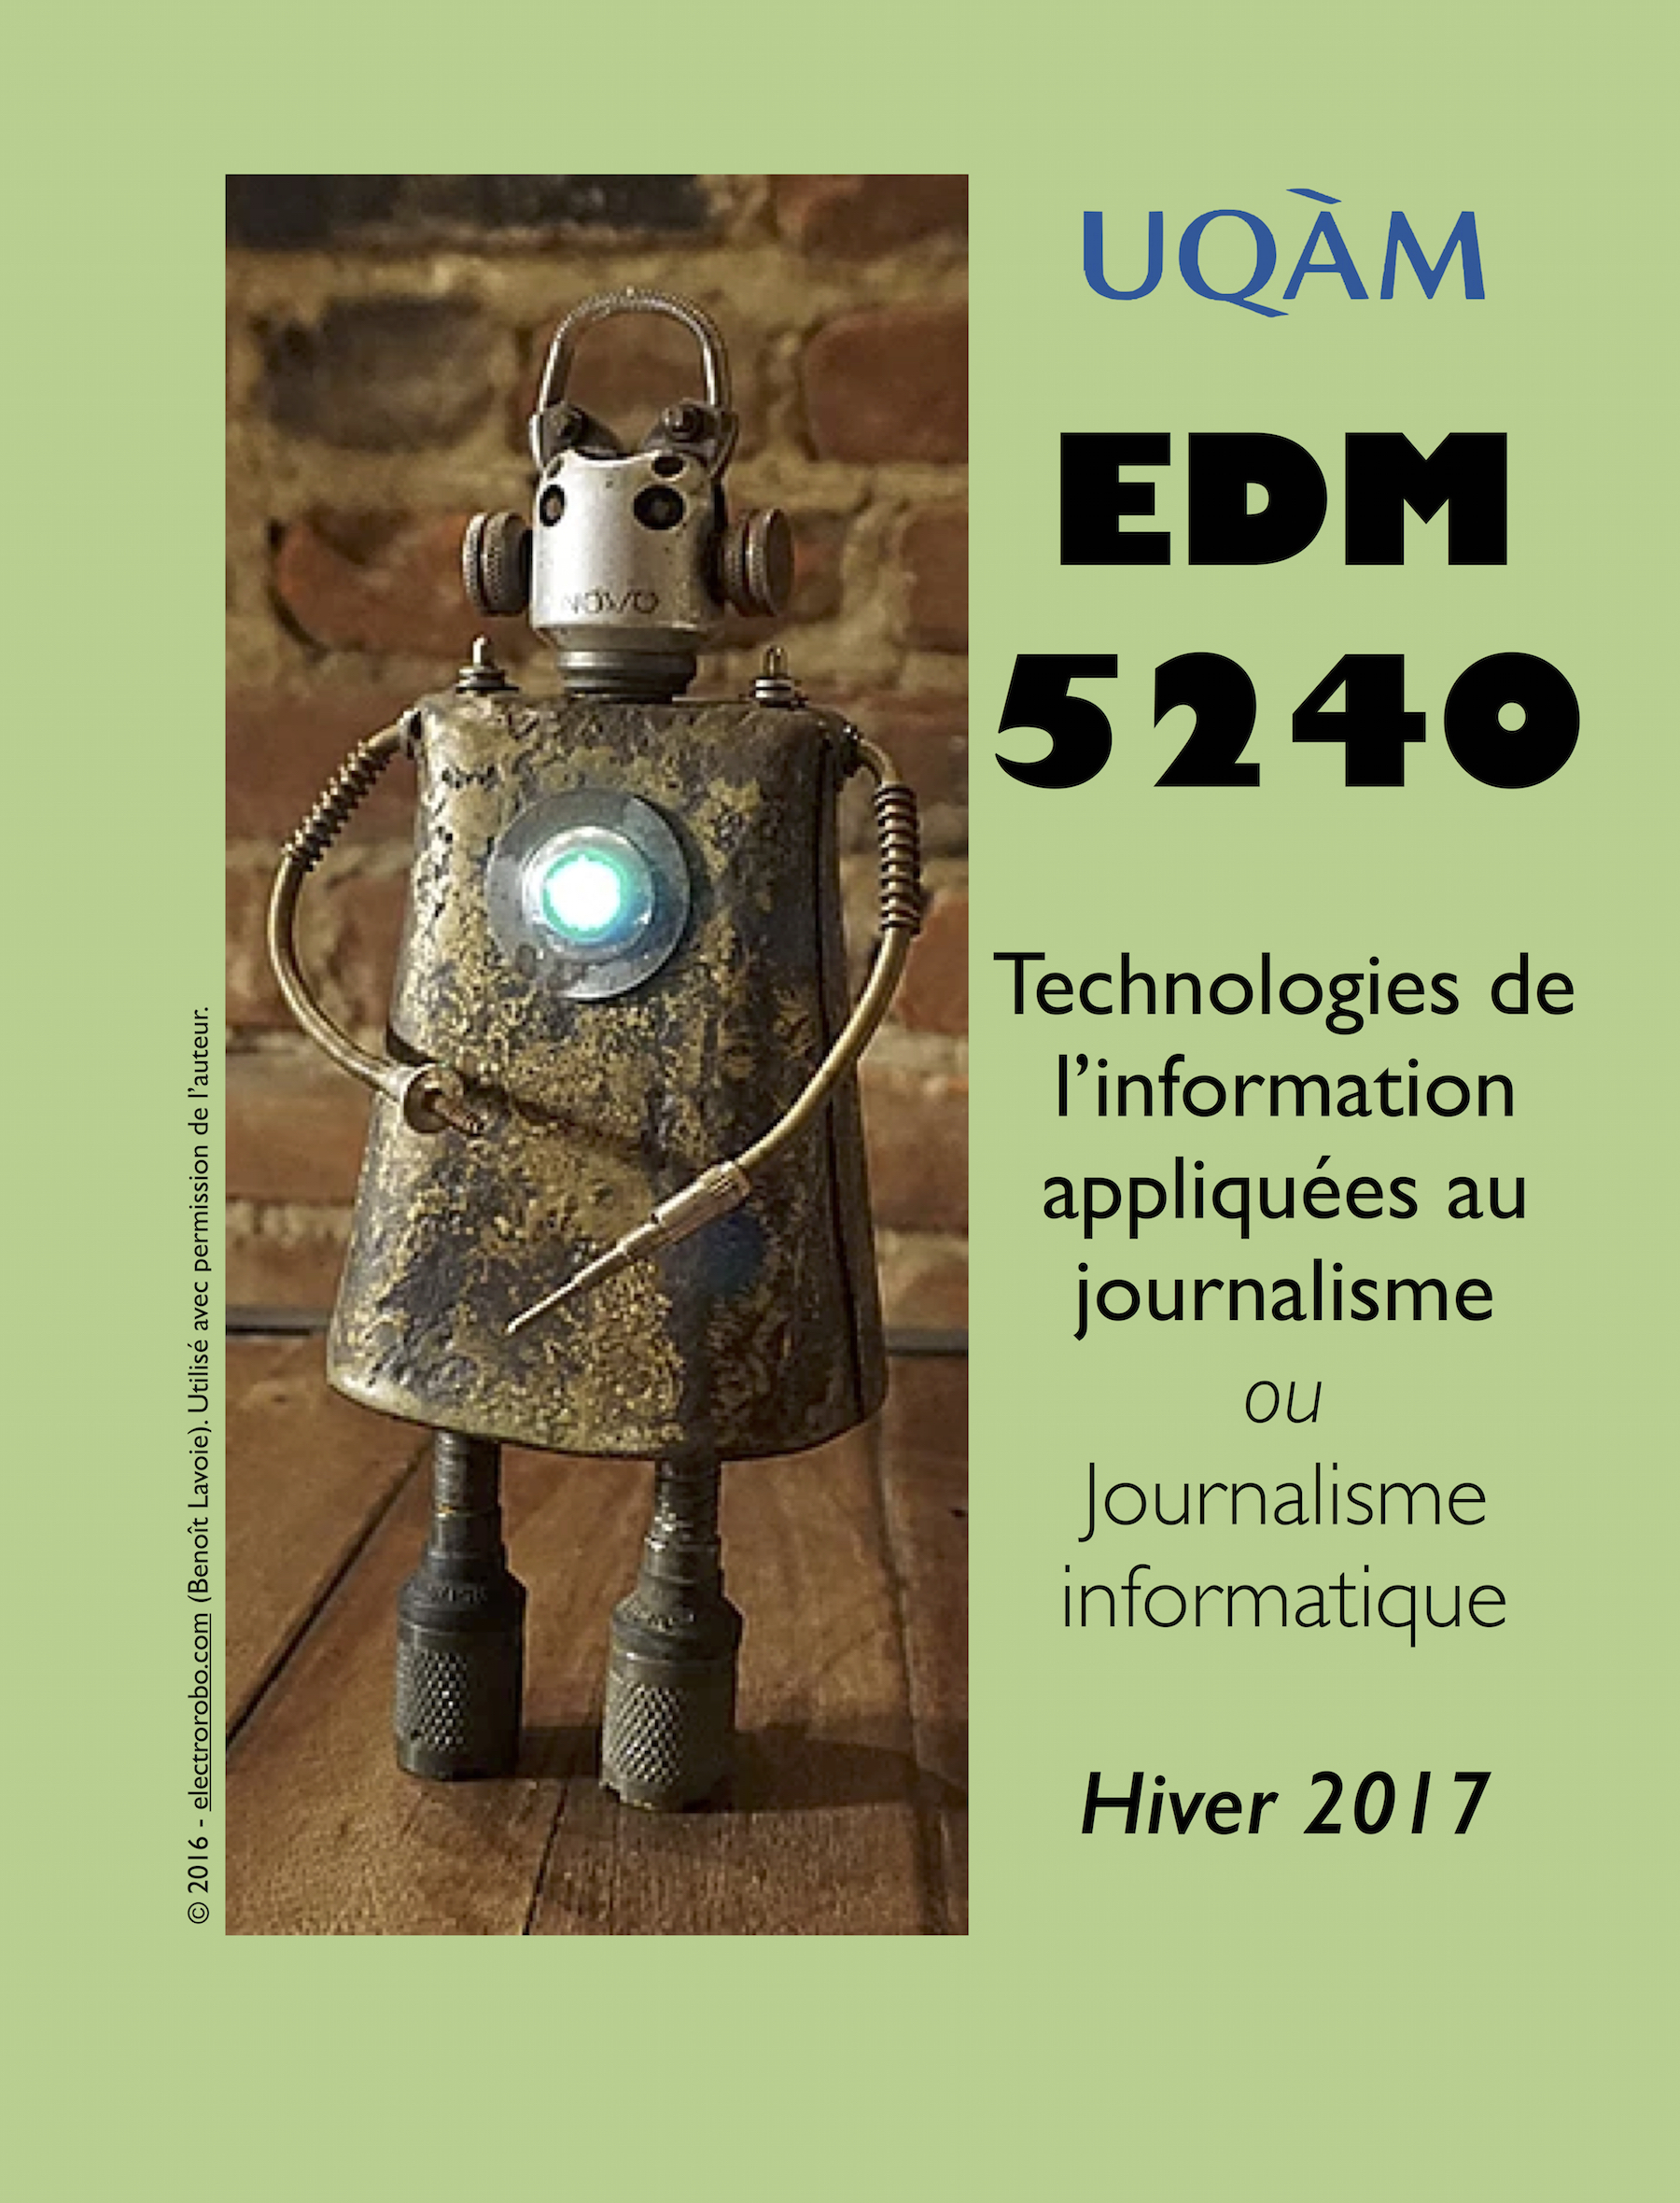 UQÀM
EDM
5240
Technologies de
l’information
appliquées au
journalisme
ou
Journalisme
informatique
Hiver 2017
© 2016 - electrorobo.com (Benoît Lavoie). Utilisé avec permission de l’auteur.
NOVO